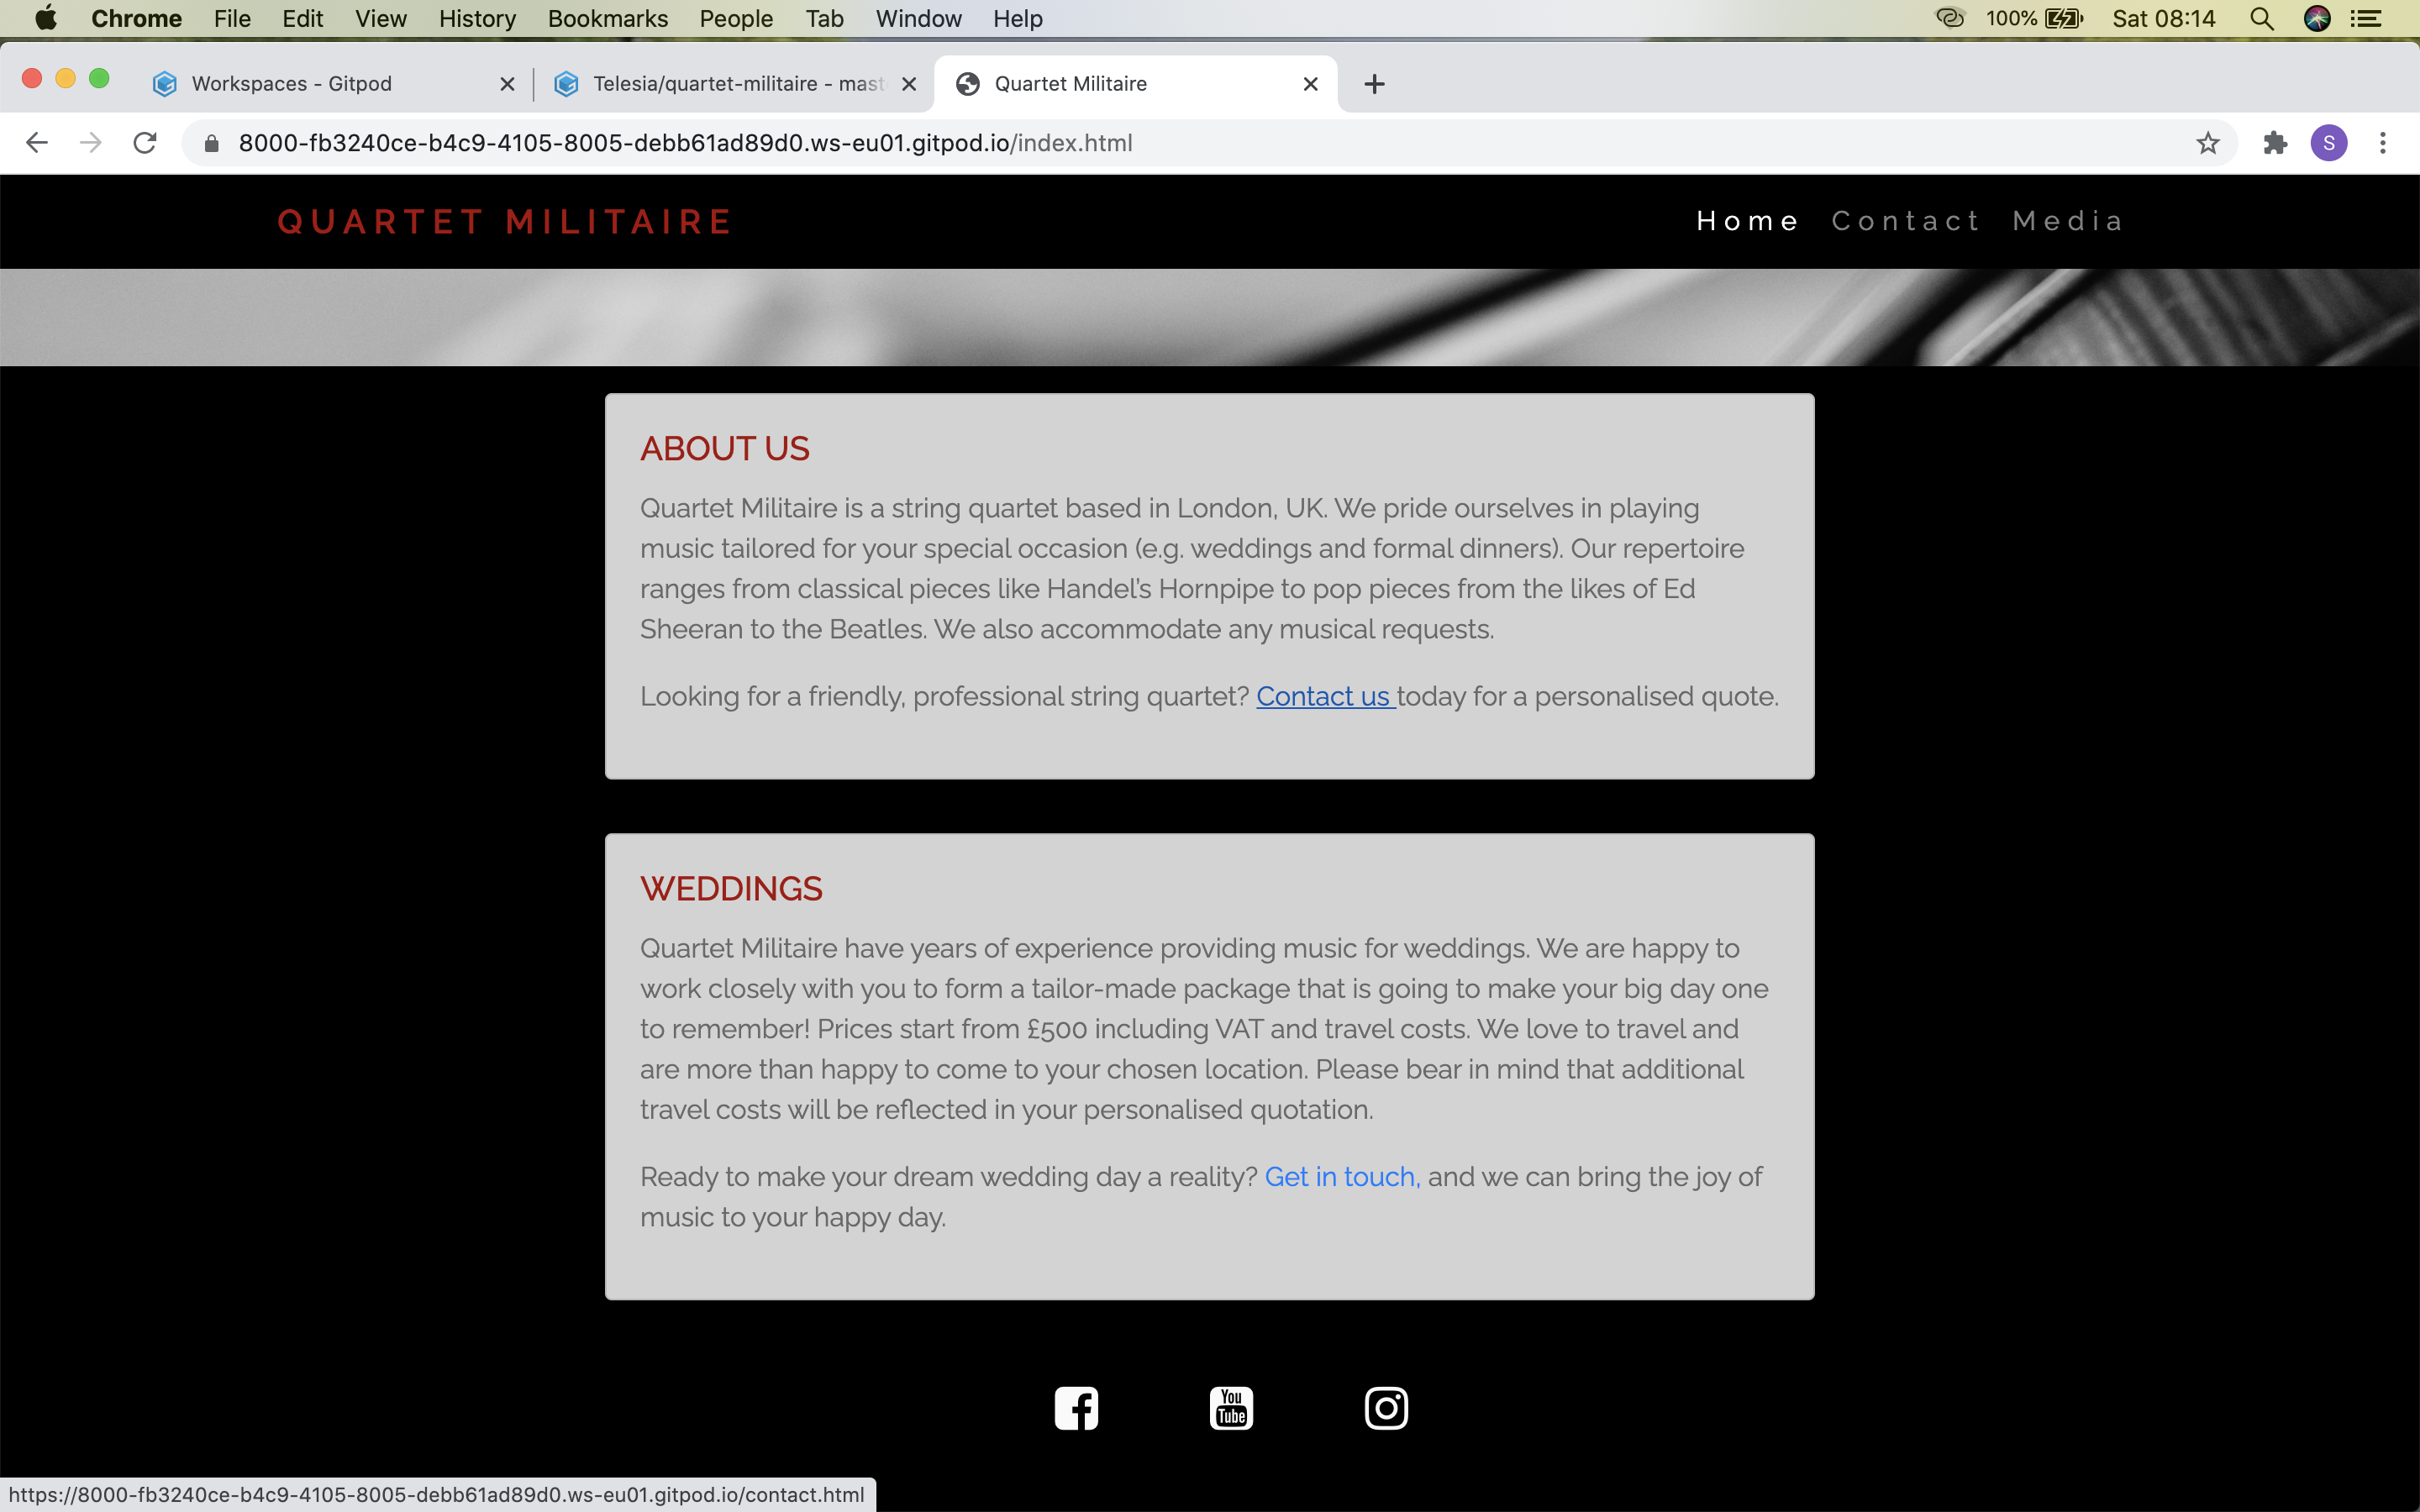 Chrome File Edit View History Bookmarks People Tab Window Help 100% Sat 08:14
Workspaces - Gitpod Telesia/quartet-militaire - mast Quartet Militaire
8000-fb3240ce-b4c9-4105-8005-debb61ad89d0.ws-eu01.gitpod.io/index.html S
QUARTET MILITAIRE Home Contact Media
ABOUT US
Quartet Militaire is a string quartet based in London, UK. We pride ourselves in playing
music tailored for your special occasion (e.g. weddings and formal dinners). Our repertoire
ranges from classical pieces like Handel's Hornpipe to pop pieces from the likes of Ed
Sheeran to the Beatles. We also accommodate any musical requests.
Looking for a friendly, professional string quartet? Contact us today for a personalised quote.
WEDDINGS
Quartet Militaire have years of experience providing music for weddings. We are happy to
work closely with you to form a tailor-made package that is going to make your big day one
to remember! Prices start from £500 including VAT and travel costs. We love to travel and
are more than happy to come to your chosen location. Please bear in mind that additional
travel costs will be reflected in your personalised quotation.
Ready to make your dream wedding day a reality? Get in touch, and we can bring the joy of
music to your happy day.
You
Tube
https://8000-fb3240ce-b4c9-4105-8005-debb61ad89d0.ws-eu01.gitpod.io/contact.html